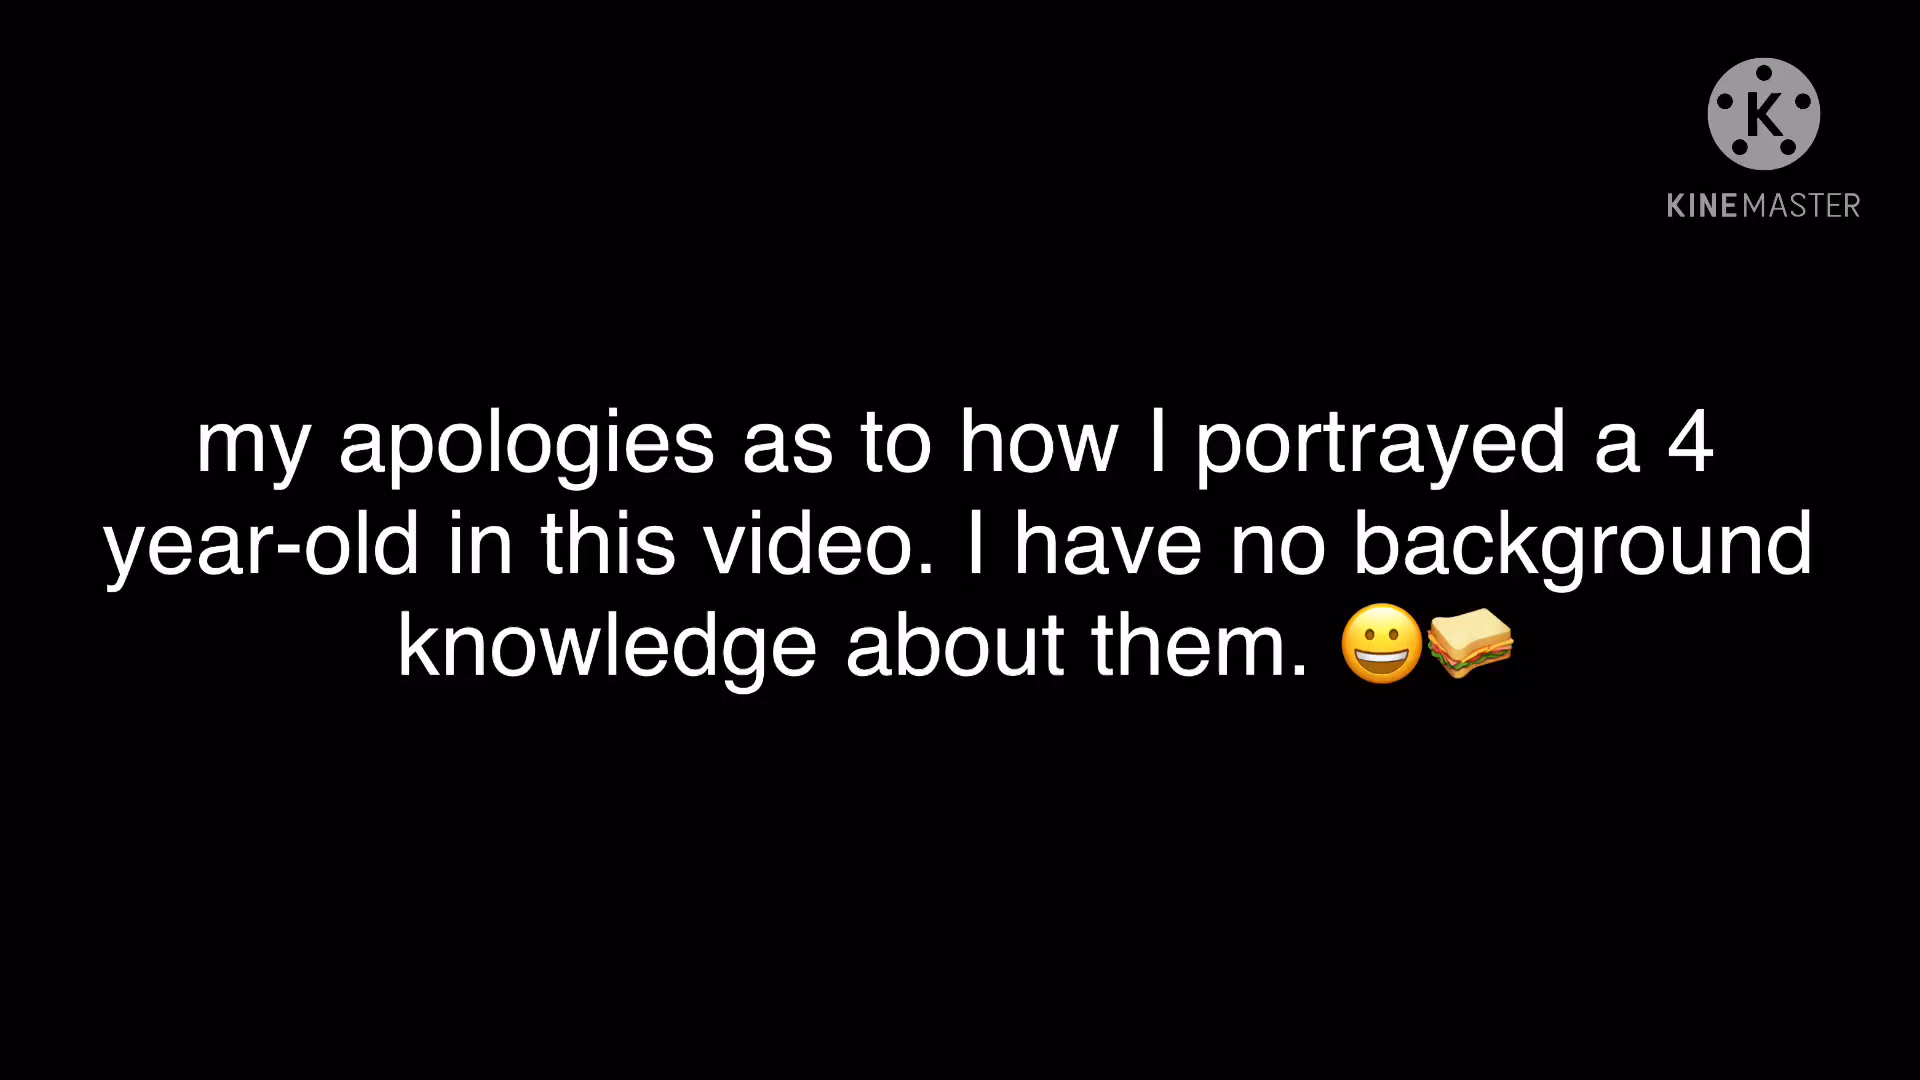 K
KINEMASTER
my apologies as to how I portrayed a 4
year-old in this video. I have no background
knowledge about them. 😀🥪